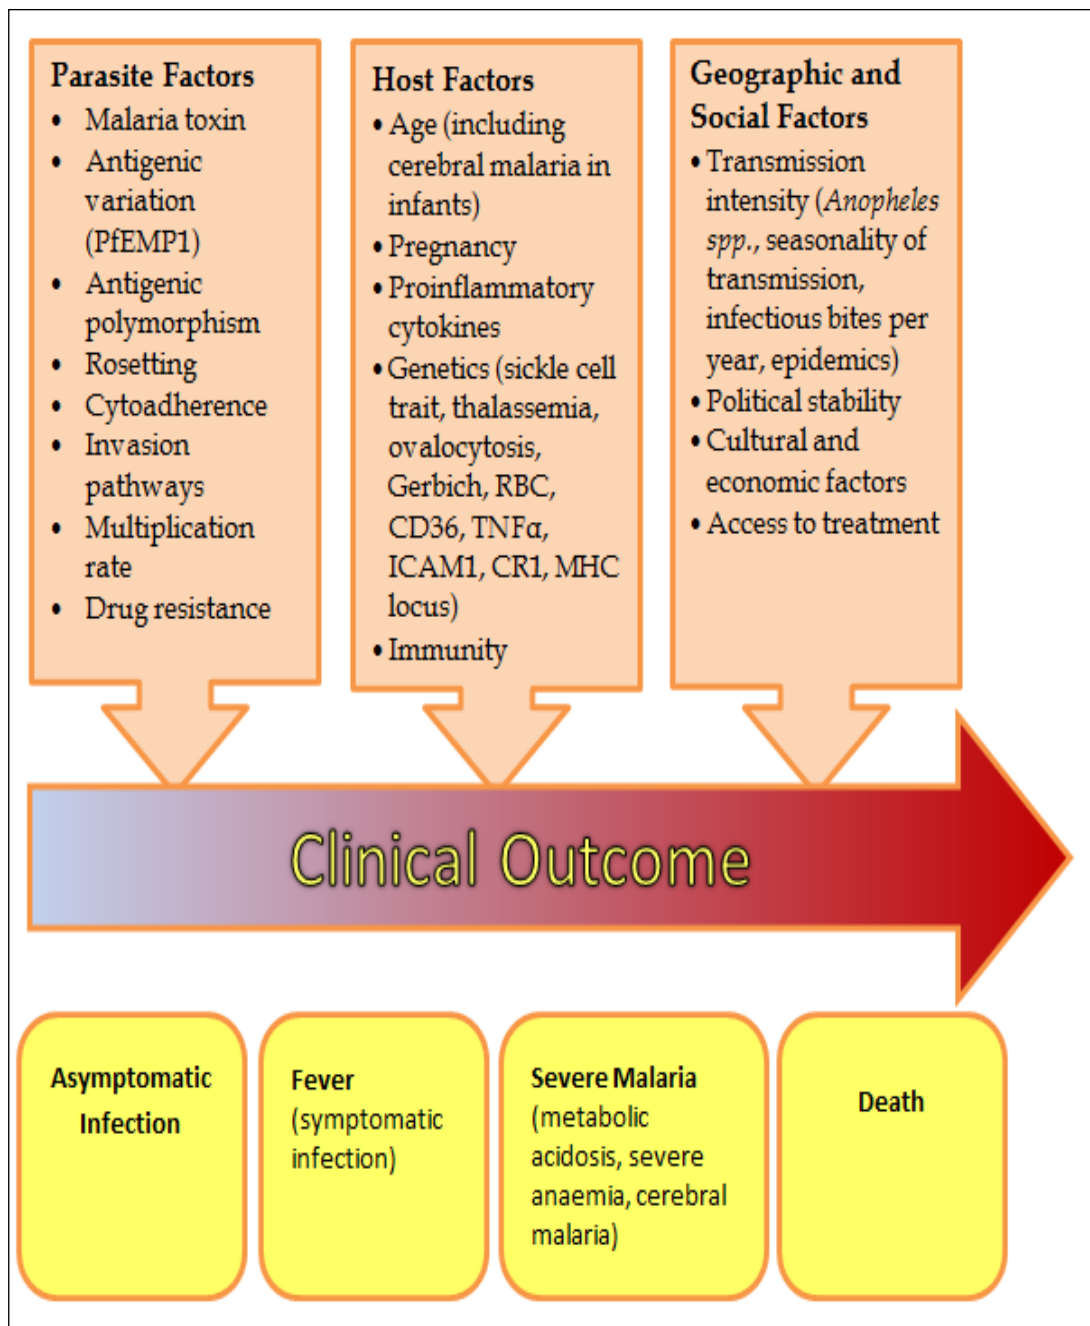 Parasite Factors
• Malaria toxin
• Antigenic
variation
(PfEMP1)
• Antigenic
polymorphism
• Rosetting
• Cytoadherence
• Invasion
pathways
• Multiplication
rate
• Drug resistance
Host Factors
• Age (including
cerebral malaria in
infants)
• Pregnancy
• Proinflammatory
cytokines
• Genetics (sickle cell
trait, thalassemia,
ovalocytosis,
Gerbich, RBC,
CD36, TNFα,
ICAM1, CR1, MHC
locus)
• Immunity
Geographic and
Social Factors
• Transmission
intensity (Anopheles
spp., seasonality of
transmission,
infectious bites per
year, epidemics)
• Political stability
• Cultural and
economic factors
• Access to treatment
Clinical Outcome
Asymptomatic
Infection
Fever
(symptomatic
infection)
Severe Malaria
(metabolic
acidosis, severe
anaemia, cerebral
malaria)
Death